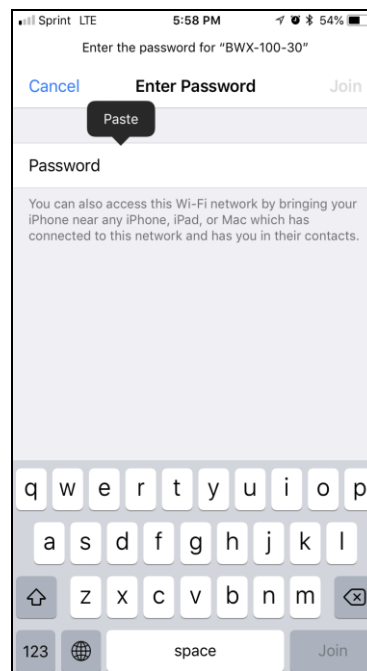 Sprint LTE 5:58 PM 54%
Enter the password for “BWX-100-30”
Cancel Enter Password Join
Paste
Password
You can also access this Wi-Fi network by bringing your
iPhone near any iPhone, iPad, or Mac which has
connected to this network and has you in their contacts.
q w e r t y u i o p
a s d f g h j k l
z x c v b n m
123 space Join